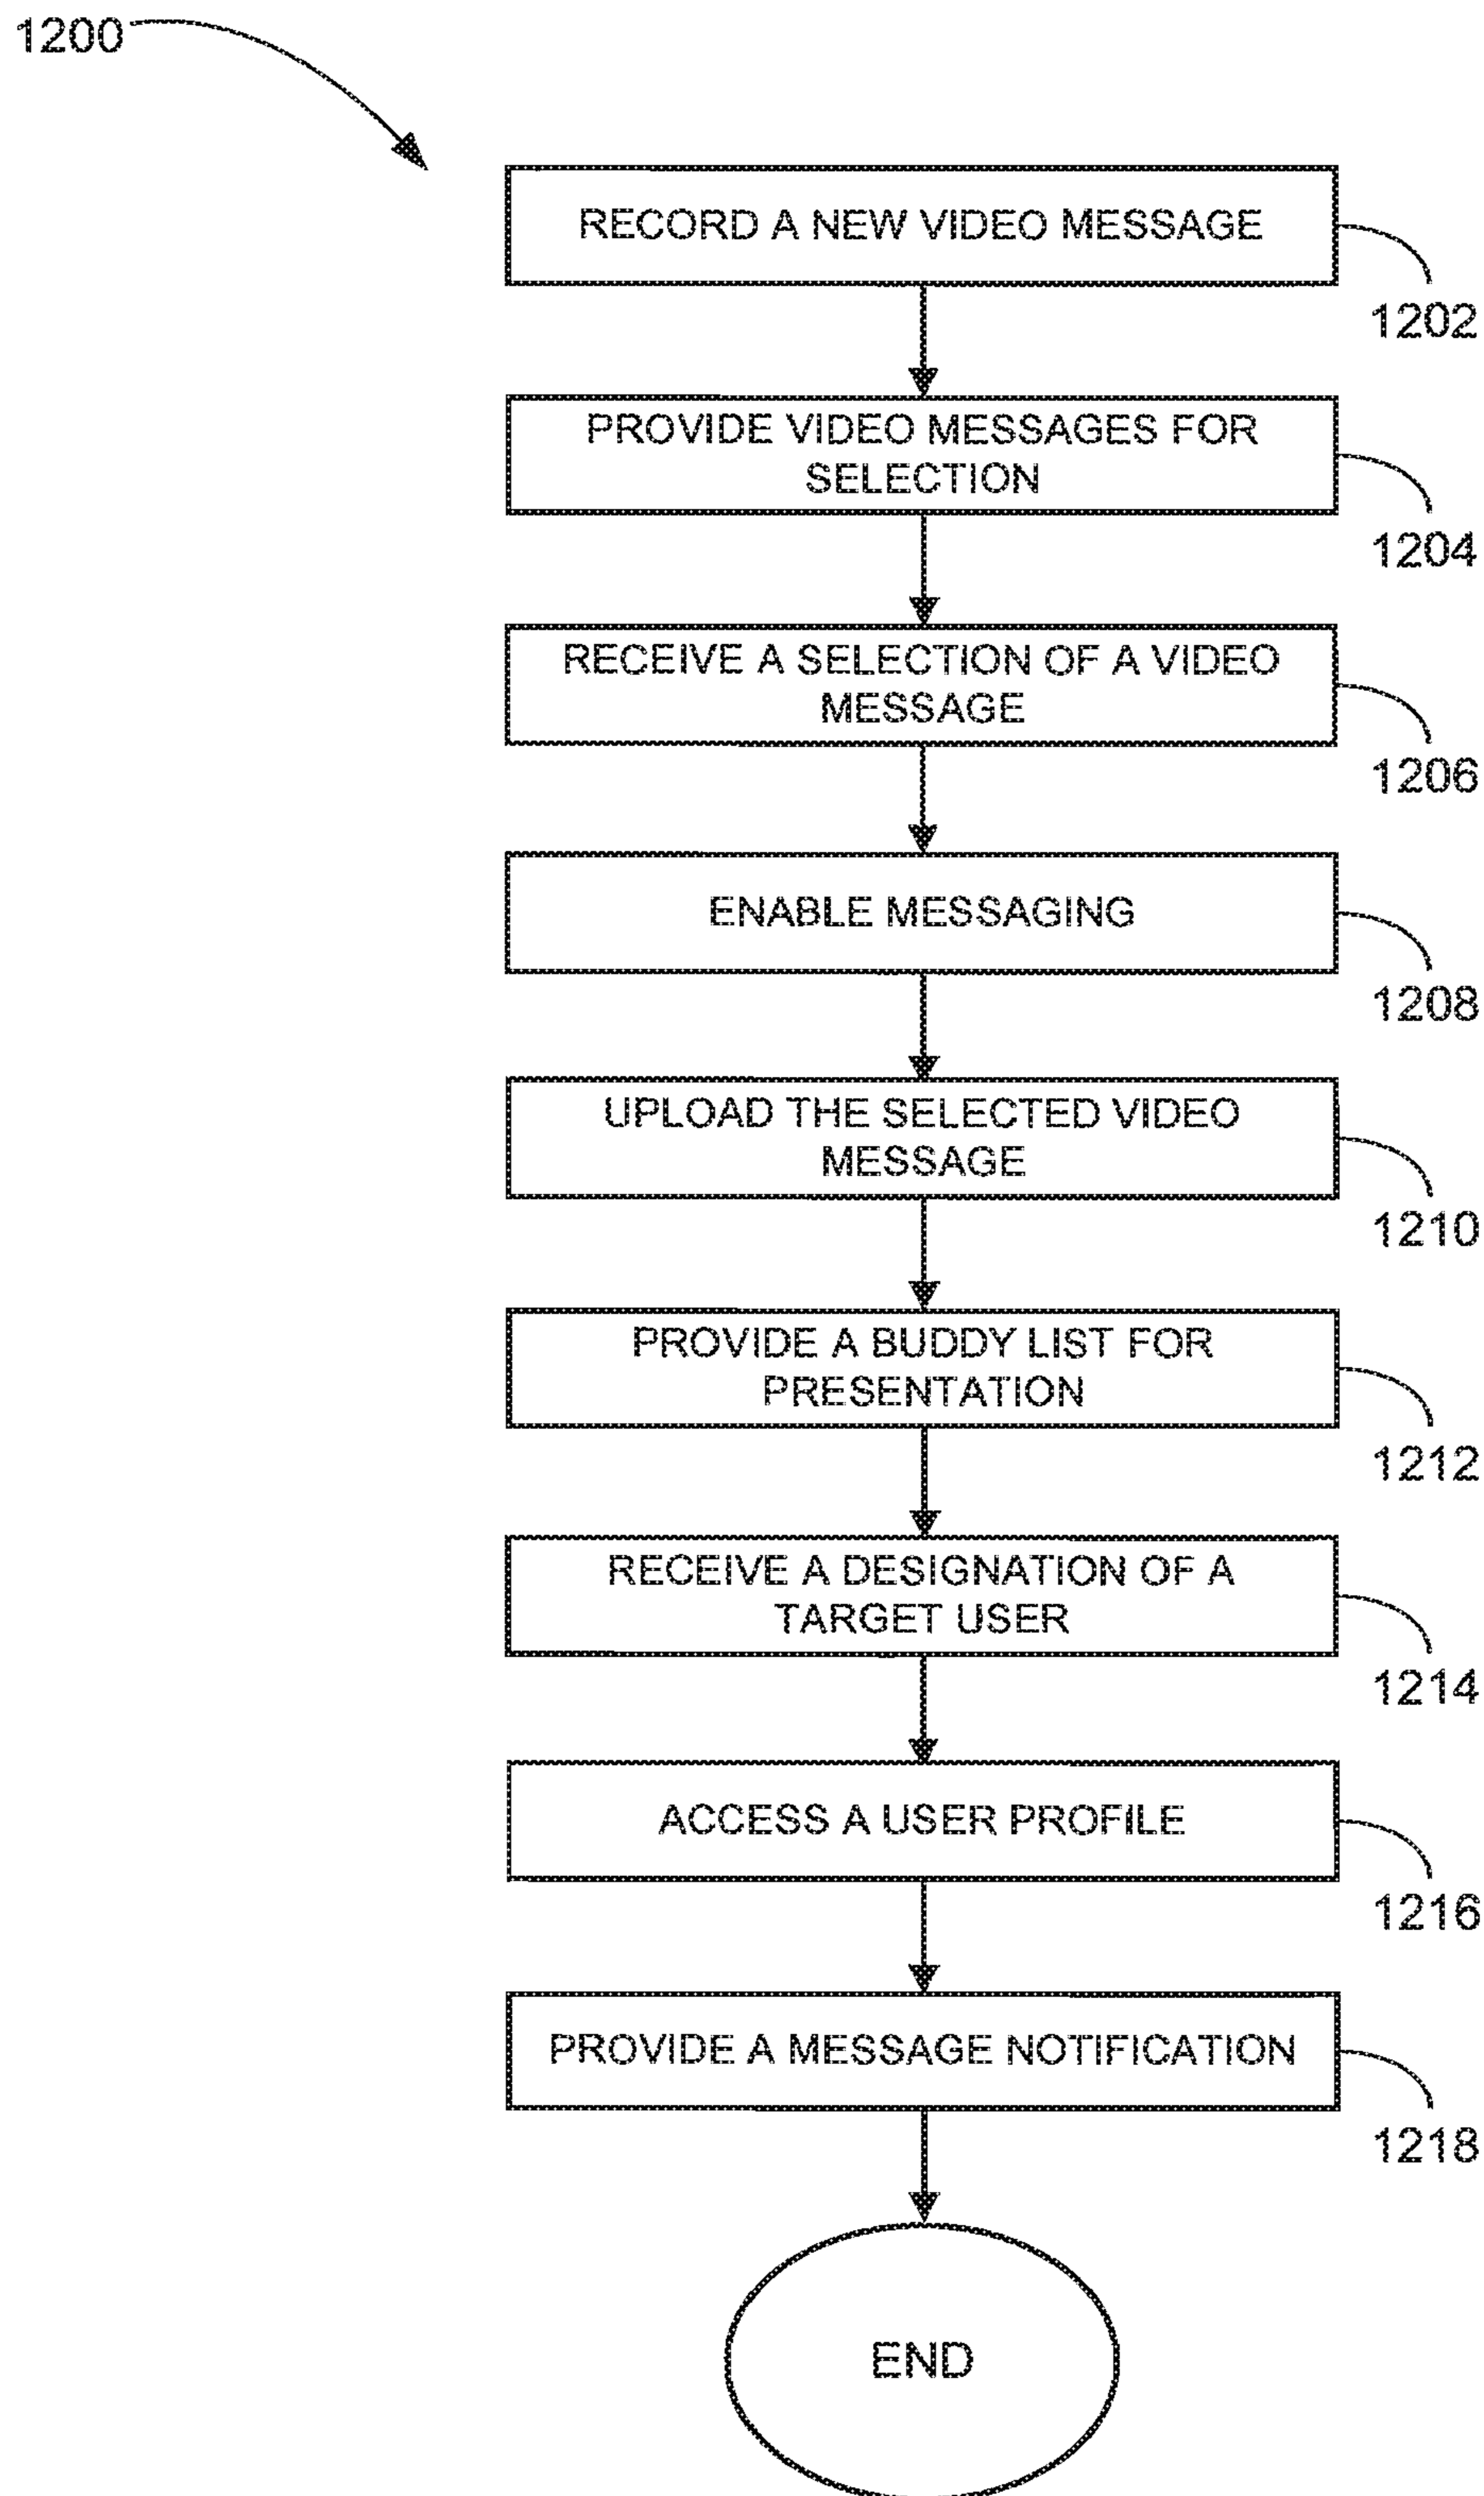 1200
RECORD A NEW VIDEO MESSAGE
1202
PROVIDE VIDEO MESSAGES FOR
SELECTION
1204
RECEIVE A SELECTION OF A VIDEO
MESSAGE
1206
ENABLE MESSAGING
1208
UPLOAD THE SELECTED VIDEO
MESSAGE
1210
PROVIDE A BUDDY LIST FOR
PRESENTATION
1212
RECEIVE A DESIGNATION OF A
TARGET USER
1214
ACCESS A USER PROFILE
1216
PROVIDE A MESSAGE NOTIFICATION
1218
END